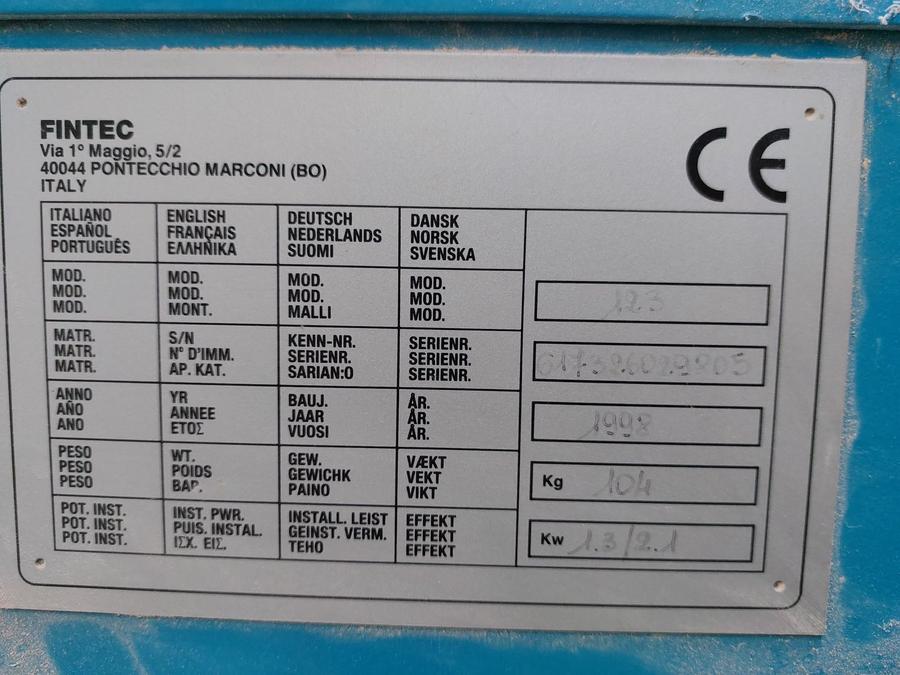 FINTEC
Via 1° Maggio, 5/2
40044 PONTECCHIO MARCONI (BO)
ITALY
CE
ITALIANO
ESPAÑOL
PORTUGUÊS
ENGLISH
FRANÇAIS
ΕΛΛΗΝΙΚΑ
DEUTSCH
NEDERLANDS
SUOMI
DANSK
NORSK
SVENSKA
MOD.
MOD.
MOD.
MOD.
MOD.
MONT.
MOD.
MOD.
MALLI
MOD.
MOD.
MOD.
123
MATR.
MATR.
MATR.
S/N
N° D'IMM.
AP. KAT.
KENN-NR.
SERIENR.
SARIAN:O
SERIENR.
SERIENR.
SERIENR.
ANNO
AÑO
ANO
YR
ANNEE
ΕΤΟΣ
BAUJ.
JAAR
VUOSI
ÅR.
ÅR.
ÅR.
1998
PESO
PESO
PESO
WT.
POIDS
ΒΑΡ.
GEW.
GEWICHK
PAINO
VÆKT
VEKT
VIKT
Kg 104
POT. INST.
POT. INST.
POT. INST.
INST. PWR.
PUIS. INSTAL.
ΙΣΧ. ΕΙΣ.
INSTALL. LEIST
GEINST. VERM.
TEHO
EFFEKT
EFFEKT
EFFEKT
Kw 1.3/2.1